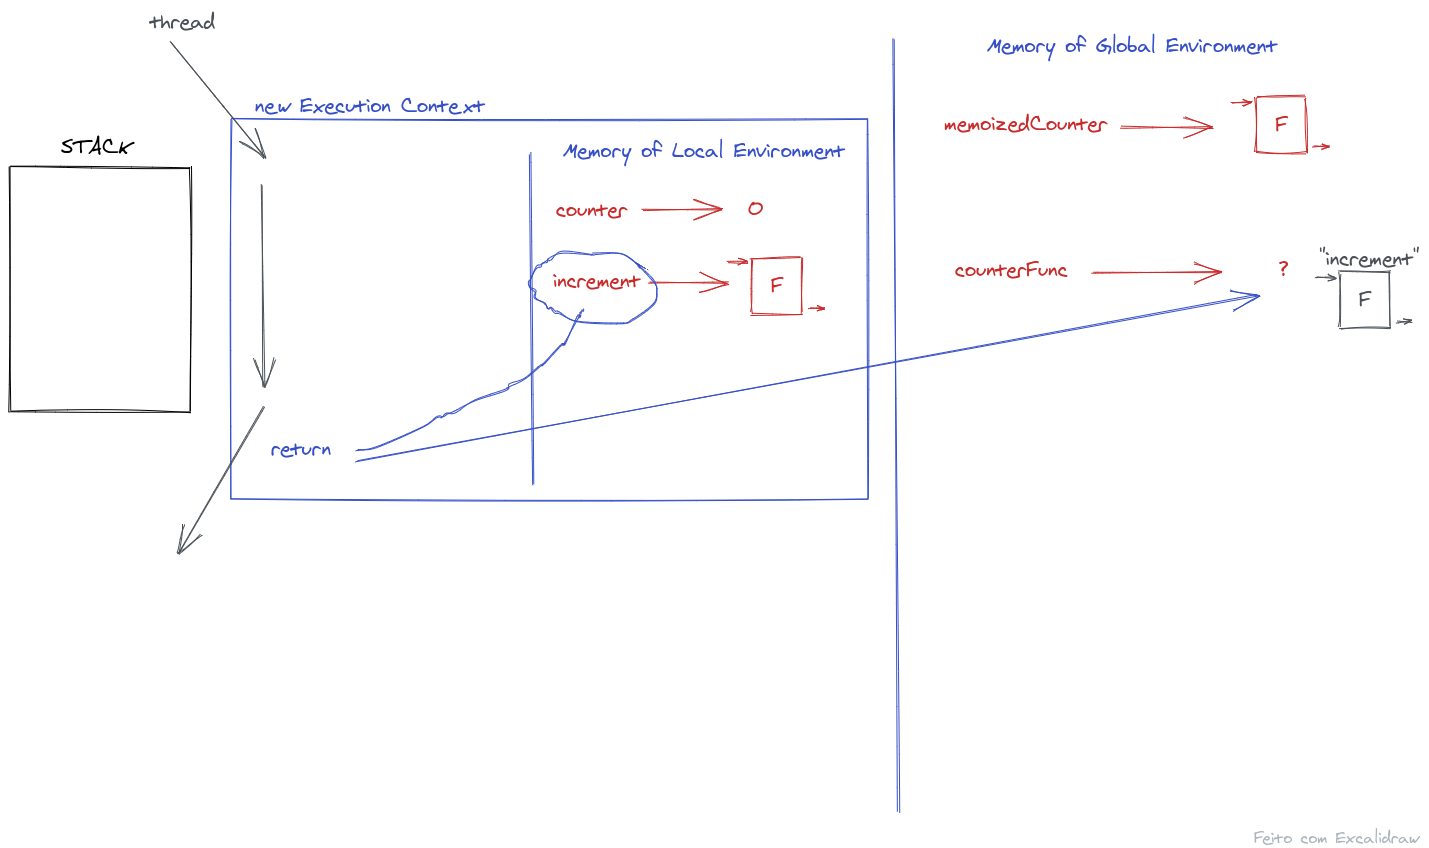 thread
new Execution Context
STACK
Memory of Local Environment
counter
0
increment
F
return
Memory of Global Environment
memoizedCounter
F
counterFunc
?
"increment"
F
Feito com Excalidraw